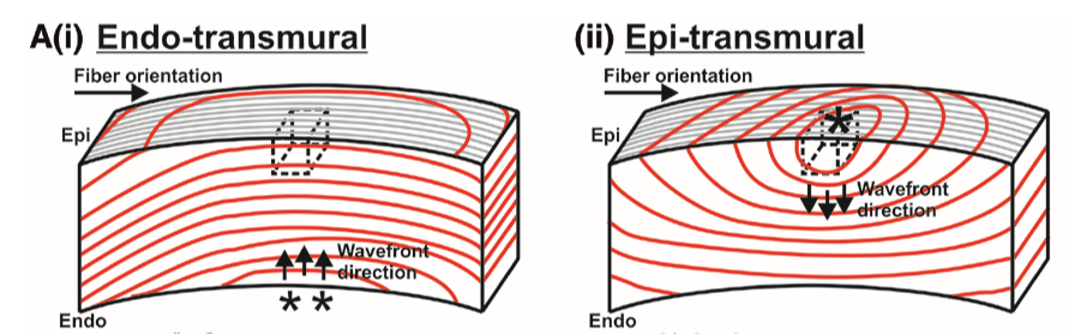 A(i) Endo-transmural
Fiber orientation
Epi
Wavefront
direction
* *
Endo
(ii) Epi-transmural
Fiber orientation
Epi
*
Wavefront
direction
Endo